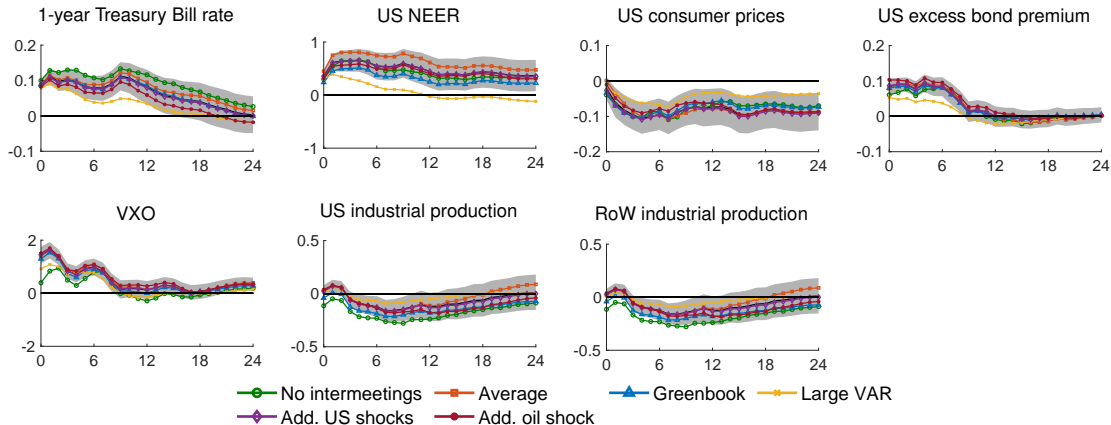 1-year Treasury Bill rate
US NEER
US consumer prices
US excess bond premium
0.2
0.1
0
-0.1
0 6 12 18 24
1
0
-1
0 6 12 18 24
0.1
0
-0.1
-0.2
0 6 12 18 24
0.2
0.1
0
-0.1
0 6 12 18 24
VXO
US industrial production
RoW industrial production
2
0
-2
0 6 12 18 24
0.5
0
-0.5
0 6 12 18 24
0.5
0
-0.5
0 6 12 18 24
No intermeetings Average Greenbook Large VAR
Add. US shocks Add. oil shock